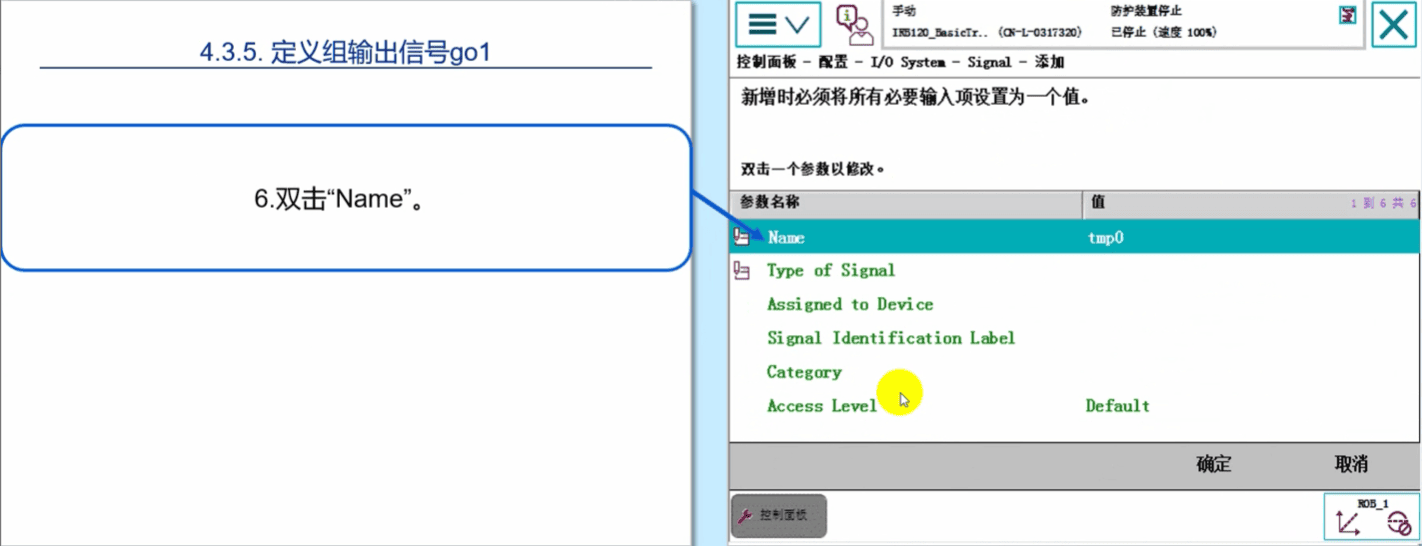 4.3.5. 定义组输出信号go1
6.双击“Name”。
手动
防护装置停止
IRB120_BasicTr.. (CN-L-0317320)
已停止 (速度 100%)
控制面板 - 配置 - I/O System - Signal - 添加
新增时必须将所有必要输入项设置为一个值。
双击一个参数以修改。
参数名称
值
1 到 6 共 6
Name
tmp0
Type of Signal
Assigned to Device
Signal Identification Label
Category
Access Level
Default
确定
取消
控制面板
ROB_1